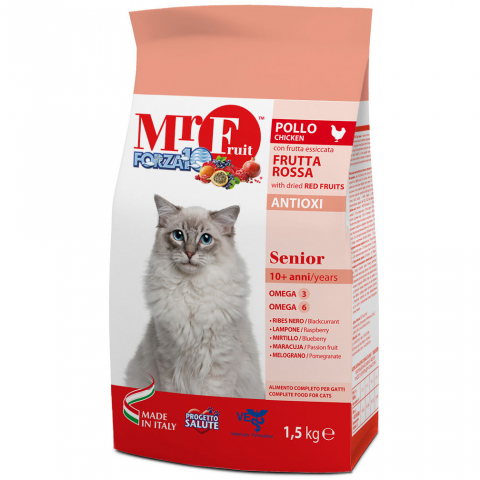 Mr Fruit™
FORZA10
POLLO
CHICKEN
con frutta essiccata
FRUTTA
ROSSA
with dried RED FRUITS
ANTIOXI
Senior
10+ anni/years
OMEGA 3
OMEGA 6
• RIBES NERO / Blackcurrant
• LAMPONE / Raspberry
• MIRTILLO / Blueberry
• MARACUJA / Passion fruit
• MELOGRANO / Pomegranate
ALIMENTO COMPLETO PER GATTI
COMPLETE FOOD FOR CATS
MADE
IN ITALY
PROGETTO
SALUTE
1,5 kg e